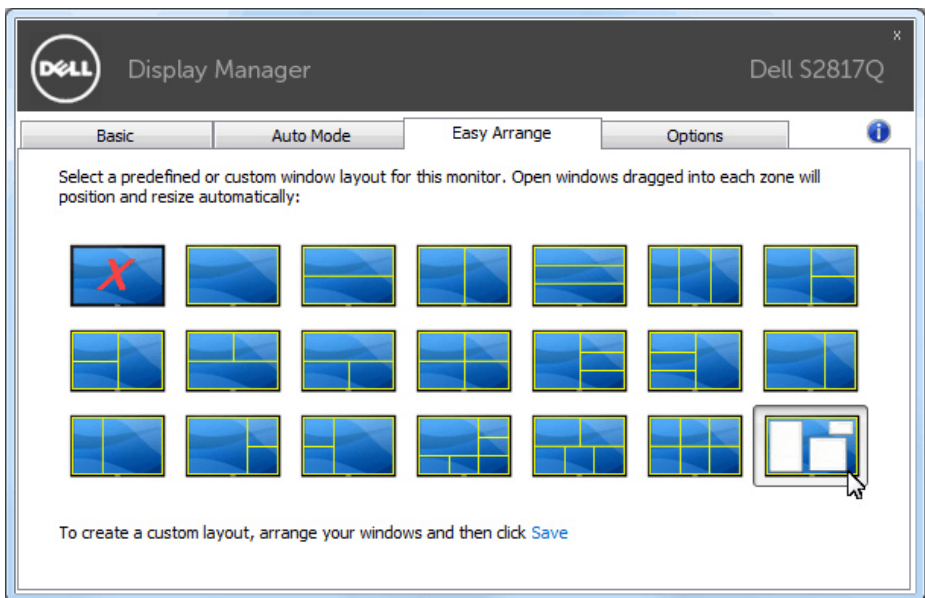 x
DELL
Display Manager
Dell S2817Q
Basic
Auto Mode
Easy Arrange
Options
i
Select a predefined or custom window layout for this monitor. Open windows dragged into each zone will
position and resize automatically:
X
To create a custom layout, arrange your windows and then click Save